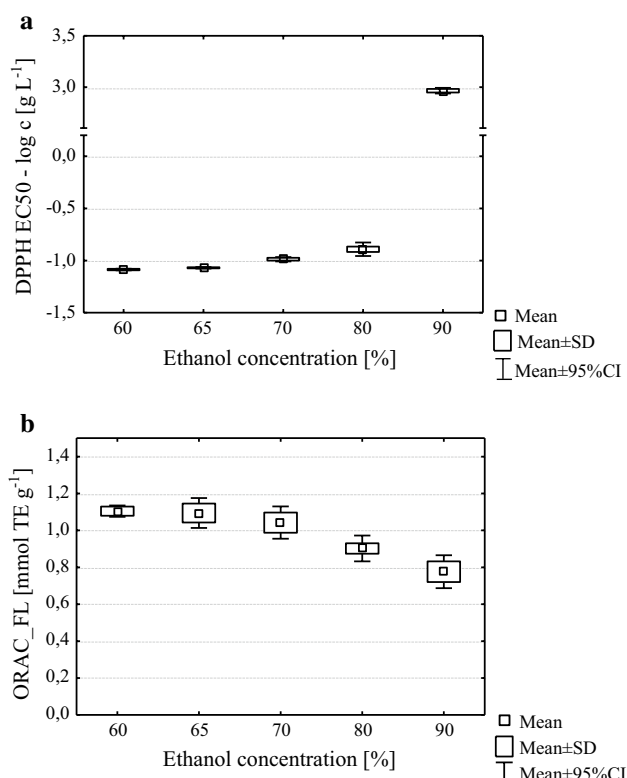 a
DPPH EC50 - log c [g L-1]
3,5
3,0
0,0
-0,5
-1,0
-1,5
60 65 70 80 90
Ethanol concentration [%]
Mean
Mean±SD
Mean±95%CI
b
ORAC_FL [mmol TE g-1]
1,4
1,2
1,0
0,8
0,6
0,4
0,2
0,0
60 65 70 80 90
Ethanol concentration [%]
Mean
Mean±SD
Mean±95%CI